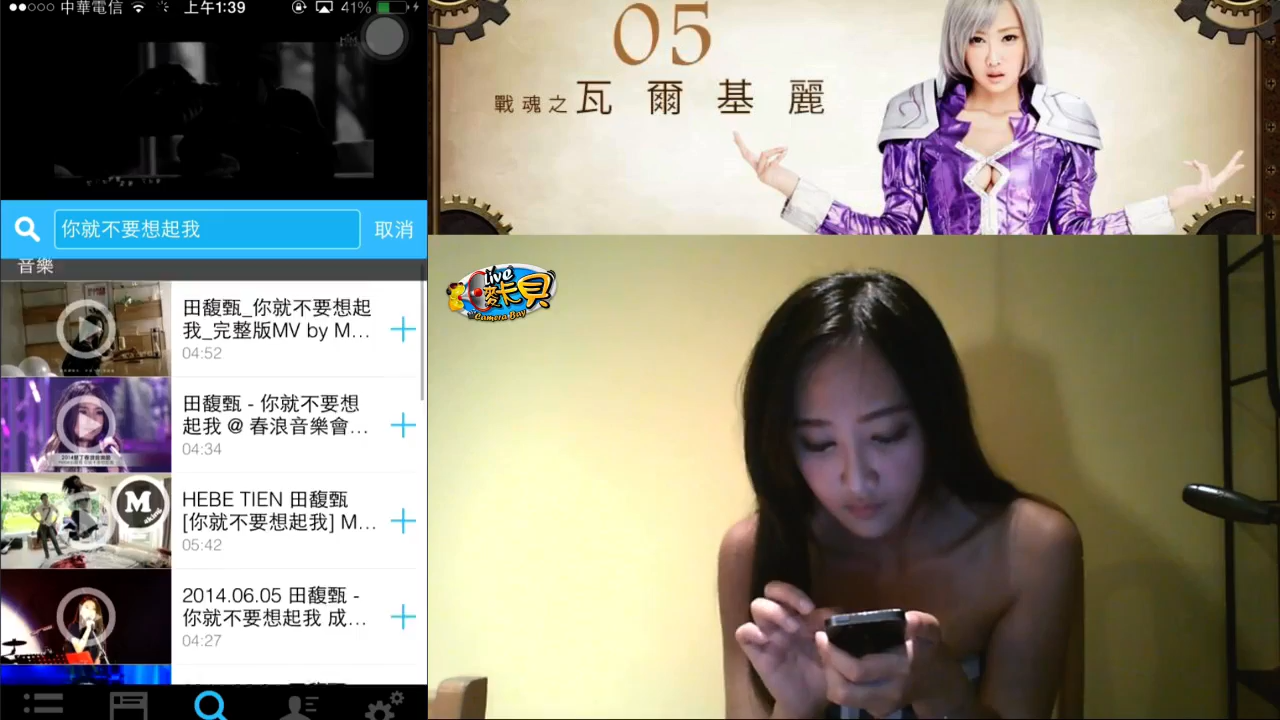 中華電信 上午1:39 41%
你就不要想起我 取消
音樂
田馥甄_你就不要想起
我_完整版MV by M...
04:52
田馥甄 - 你就不要想
起我 @ 春浪音樂會...
04:34
HEBE TIEN 田馥甄
[你就不要想起我] M...
05:42
M
2014.06.05 田馥甄 -
你就不要想起我 成...
04:27
05
戰魂之瓦爾基麗
live
麥卡貝
Camera Bay